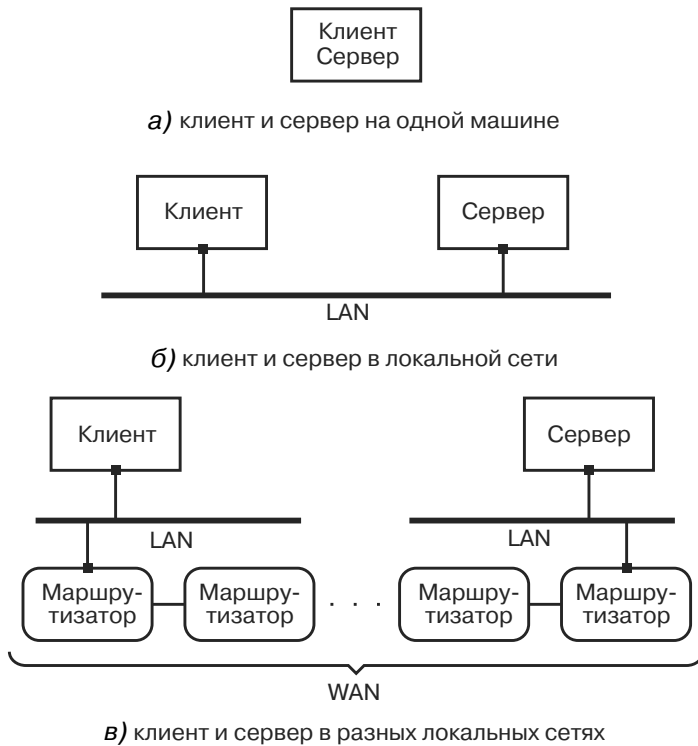 Клиент
Сервер
а) клиент и сервер на одной машине
Клиент
Сервер
LAN
б) клиент и сервер в локальной сети
Клиент
Сервер
LAN
LAN
Маршру-
тизатор
Маршру-
тизатор
. . .
Маршру-
тизатор
Маршру-
тизатор
WAN
в) клиент и сервер в разных локальных сетях